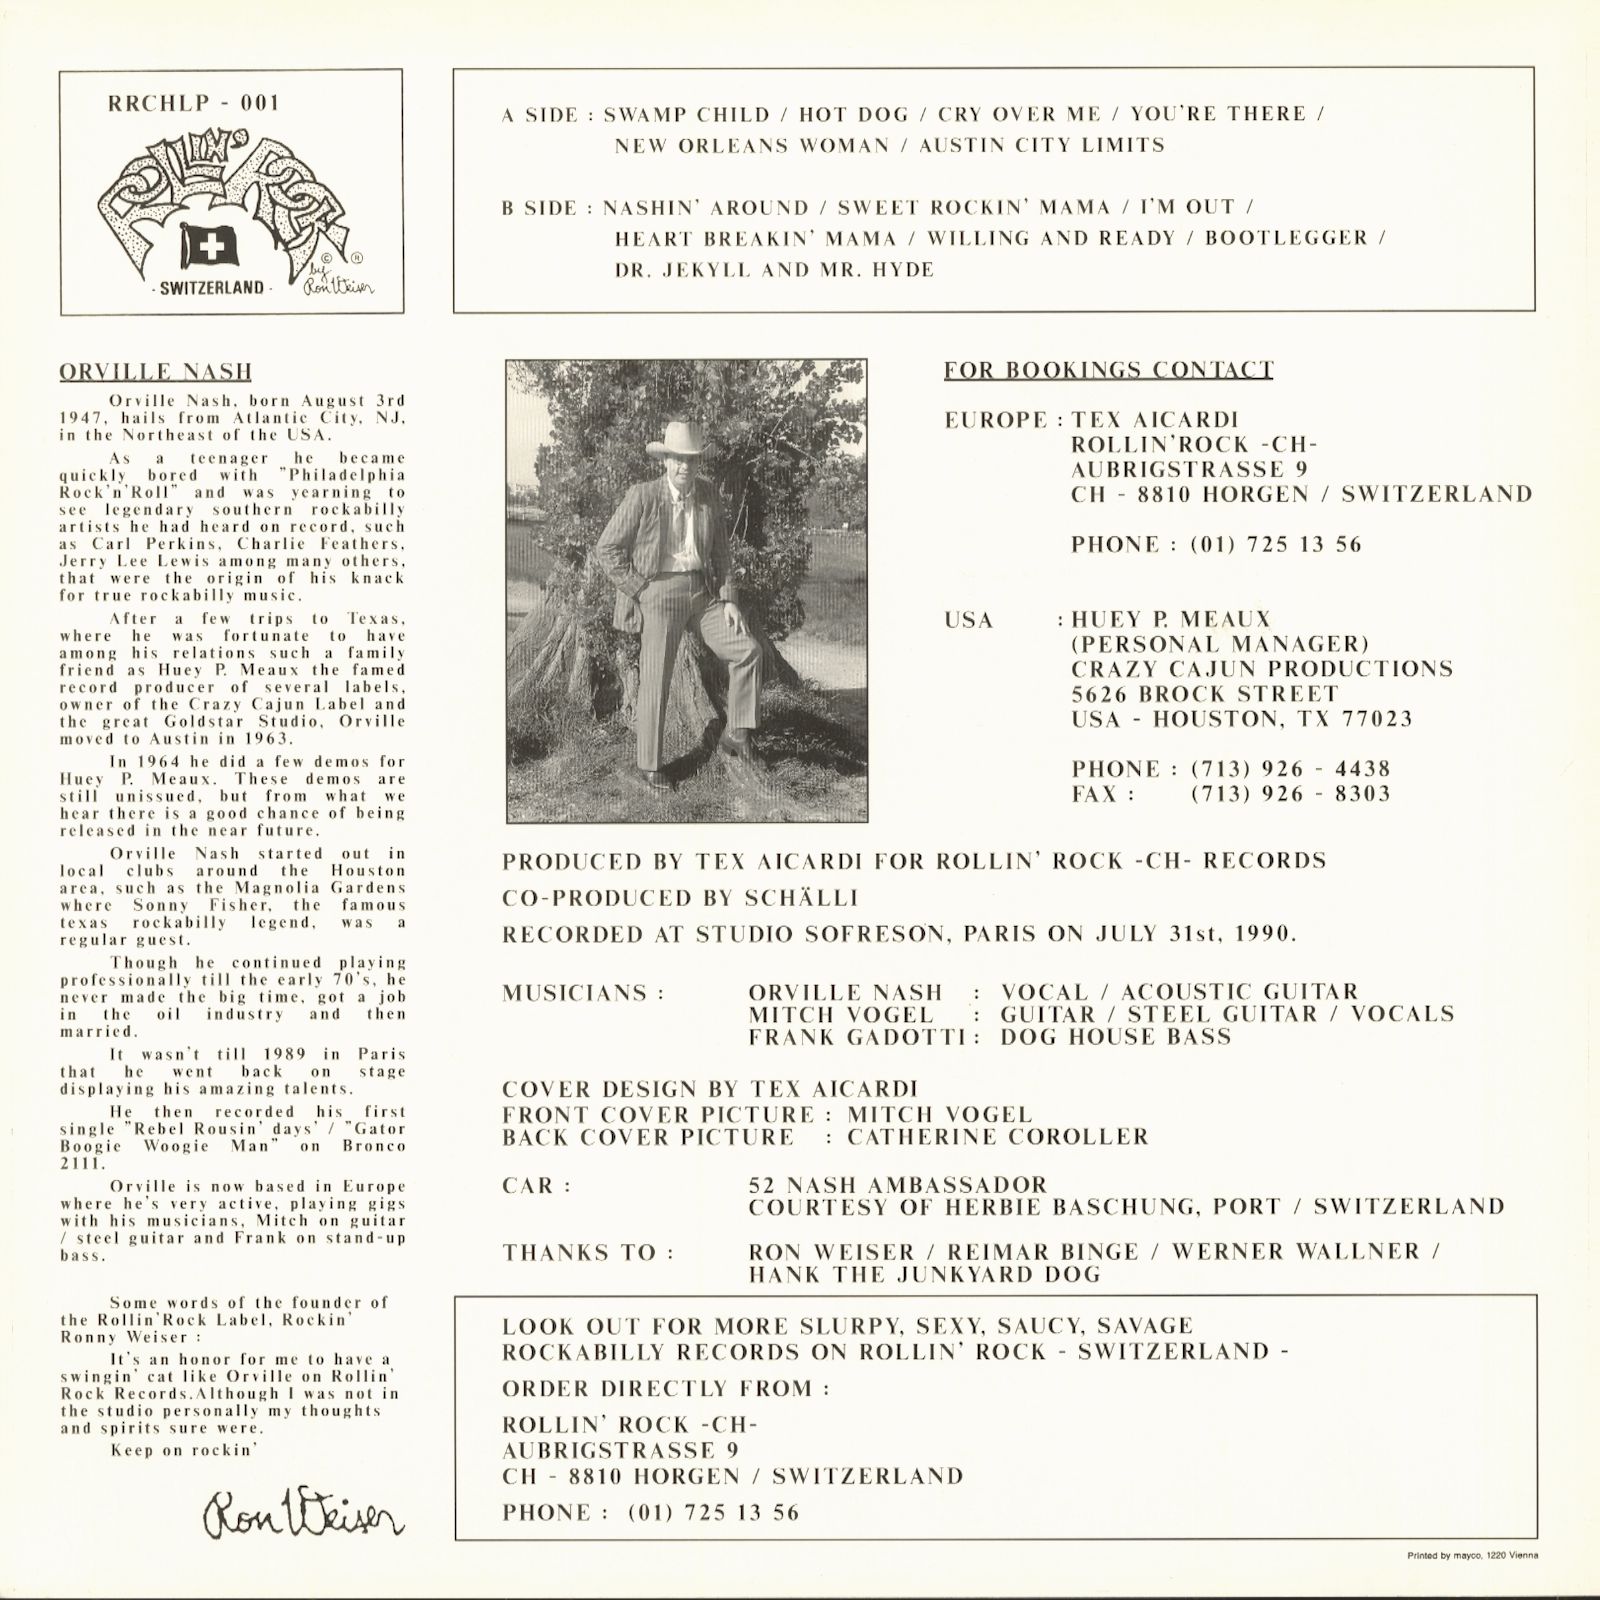 RRCHLP - 001
ROLLIN' ROCK
© ®
by
Ron Weiser
- SWITZERLAND -
A SIDE : SWAMP CHILD / HOT DOG / CRY OVER ME / YOU'RE THERE /
NEW ORLEANS WOMAN / AUSTIN CITY LIMITS
B SIDE : NASHIN' AROUND / SWEET ROCKIN' MAMA / I'M OUT /
HEART BREAKIN' MAMA / WILLING AND READY / BOOTLEGGER /
DR. JEKYLL AND MR. HYDE
ORVILLE NASH
Orville Nash, born August 3rd
1947, hails from Atlantic City, NJ,
in the Northeast of the USA.
As a teenager he became
quickly bored with "Philadelphia
Rock'n'Roll" and was yearning to
see legendary southern rockabilly
artists he had heard on record, such
as Carl Perkins, Charlie Feathers,
Jerry Lee Lewis among many others,
that were the origin of his knack
for true rockabilly music.
After a few trips to Texas,
where he was fortunate to have
among his relations such a family
friend as Huey P. Meaux the famed
record producer of several labels,
owner of the Crazy Cajun Label and
the great Goldstar Studio, Orville
moved to Austin in 1963.
In 1964 he did a few demos for
Huey P. Meaux. These demos are
still unissued, but from what we
hear there is a good chance of being
released in the near future.
Orville Nash started out in
local clubs around the Houston
area, such as the Magnolia Gardens
where Sonny Fisher, the famous
texas rockabilly legend, was a
regular guest.
Though he continued playing
professionally till the early 70's, he
never made the big time, got a job
in the oil industry and then
married.
It wasn't till 1989 in Paris
that he went back on stage
displaying his amazing talents.
He then recorded his first
single "Rebel Rousin' days' / "Gator
Boogie Woogie Man" on Bronco
2111.
Orville is now based in Europe
where he's very active, playing gigs
with his musicians, Mitch on guitar
/ steel guitar and Frank on stand-up
bass.
Some words of the founder of
the Rollin'Rock Label, Rockin'
Ronny Weiser :
It's an honor for me to have a
swingin' cat like Orville on Rollin'
Rock Records.Although I was not in
the studio personally my thoughts
and spirits sure were.
Keep on rockin'
Ron Weiser
FOR BOOKINGS CONTACT
EUROPE : TEX AICARDI
ROLLIN'ROCK -CH-
AUBRIGSTRASSE 9
CH - 8810 HORGEN / SWITZERLAND
PHONE : (01) 725 13 56
USA : HUEY P. MEAUX
(PERSONAL MANAGER)
CRAZY CAJUN PRODUCTIONS
5626 BROCK STREET
USA - HOUSTON, TX 77023
PHONE : (713) 926 - 4438
FAX : (713) 926 - 8303
PRODUCED BY TEX AICARDI FOR ROLLIN' ROCK -CH- RECORDS
CO-PRODUCED BY SCHÄLLI
RECORDED AT STUDIO SOFRESON, PARIS ON JULY 31st, 1990.
MUSICIANS : ORVILLE NASH : VOCAL / ACOUSTIC GUITAR
MITCH VOGEL : GUITAR / STEEL GUITAR / VOCALS
FRANK GADOTTI : DOG HOUSE BASS
COVER DESIGN BY TEX AICARDI
FRONT COVER PICTURE : MITCH VOGEL
BACK COVER PICTURE : CATHERINE COROLLER
CAR : 52 NASH AMBASSADOR
COURTESY OF HERBIE BASCHUNG, PORT / SWITZERLAND
THANKS TO : RON WEISER / REIMAR BINGE / WERNER WALLNER /
HANK THE JUNKYARD DOG
LOOK OUT FOR MORE SLURPY, SEXY, SAUCY, SAVAGE
ROCKABILLY RECORDS ON ROLLIN' ROCK - SWITZERLAND -
ORDER DIRECTLY FROM :
ROLLIN' ROCK -CH-
AUBRIGSTRASSE 9
CH - 8810 HORGEN / SWITZERLAND
PHONE : (01) 725 13 56
Printed by mayco, 1220 Vienna